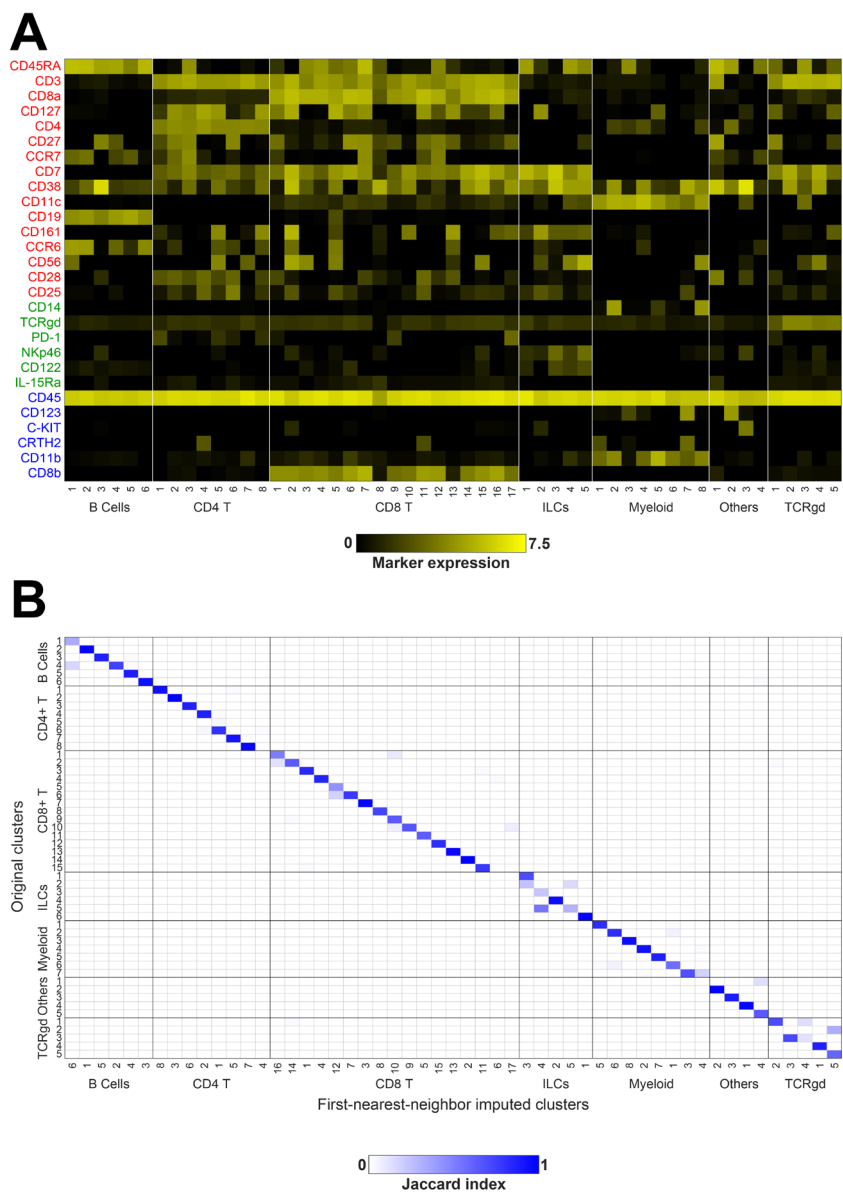 A
CD45RA
CD3
CD8a
CD127
CD4
CD27
CCR7
CD7
CD38
CD11c
CD19
CD161
CCR6
CD56
CD28
CD25
CD14
TCRgd
PD-1
NKp46
CD122
IL-15Ra
CD45
CD123
C-KIT
CRTH2
CD11b
CD8b
1 2 3 4 5 6 1 2 3 4 5 6 7 8 1 2 3 4 5 6 7 8 9 10 11 12 13 14 15 16 17 1 2 3 4 5 1 2 3 4 5 6 7 8 1 2 3 4 1 2 3 4 5
B Cells CD4 T CD8 T ILCs Myeloid Others TCRgd
0 7.5
Marker expression
B
Original clusters
B Cells
1
2
3
4
5
6
CD4+ T
1
2
3
4
5
6
7
8
CD8+ T
1
2
3
4
5
6
7
8
9
10
11
12
13
14
15
ILCs
1
2
3
4
5
6
Myeloid
1
2
3
4
5
6
7
Others
1
2
3
4
5
TCRgd
1
2
3
4
5
6 1 5 2 4 3 8 3 6 2 1 5 7 4 16 14 1 4 12 7 3 8 10 9 5 15 13 2 11 6 17 3 4 2 5 1 5 6 8 2 7 1 3 4 2 3 1 4 2 3 4 1 5
B Cells CD4 T CD8 T ILCs Myeloid Others TCRgd
First-nearest-neighbor imputed clusters
0 1
Jaccard index